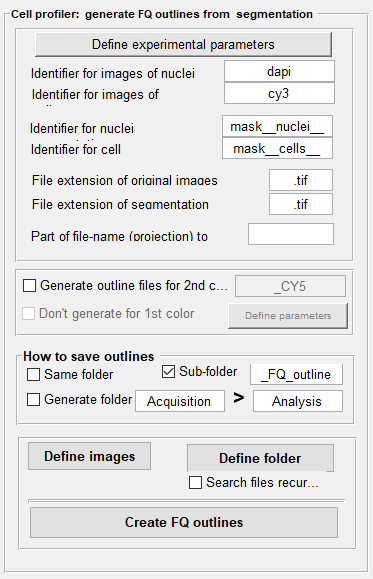 Cell profiler: generate FQ outlines from segmentation
Define experimental parameters
Identifier for images of nuclei dapi
Identifier for images of cy3
Identifier for nuclei mask__nuclei__
Identifier for cell mask__cells__
File extension of original images .tif
File extension of segmentation .tif
Part of file-name (projection) to
Generate outline files for 2nd c... _CY5
Don't generate for 1st color Define parameters
How to save outlines
Same folder Sub-folder _FQ_outline
Generate folder Acquisition > Analysis
Define images Define folder
Search files recur...
Create FQ outlines